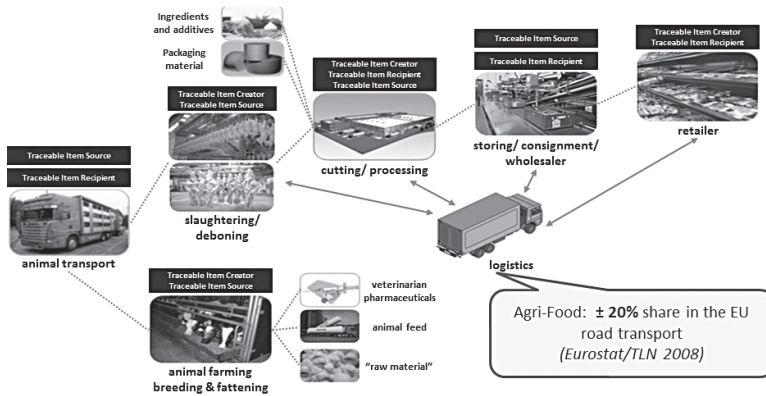 Ingredients
and additives
Packaging
material
Traceable Item Creator
Traceable Item Source
Traceable Item Creator
Traceable Item Recipient
Traceable Item Source
Traceable Item Source
Traceable Item Recipient
Traceable Item Creator
Traceable Item Recipient
retailer
storing/ consignment/
wholesaler
cutting/ processing
Traceable Item Source
Traceable Item Recipient
slaughtering/
deboning
animal transport
logistics
Traceable Item Creator
Traceable Item Source
veterinarian
pharmaceuticals
animal feed
"raw material"
animal farming
breeding & fattening
Agri-Food: ± 20% share in the EU
road transport
(Eurostat/TLN 2008)